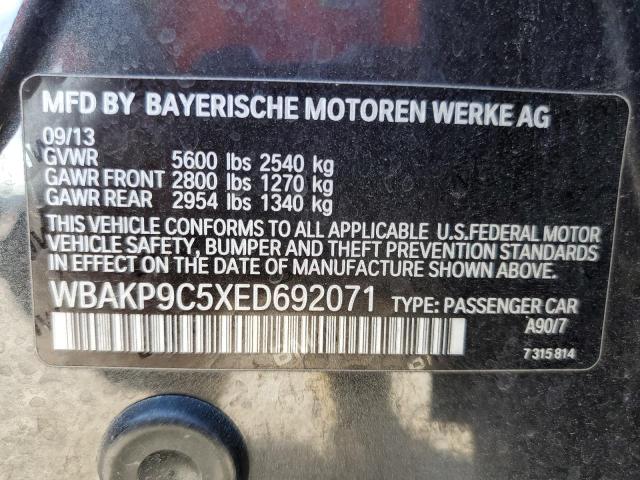 MFD BY BAYERISCHE MOTOREN WERKE AG
09/13
GVWR 5600 lbs 2540 kg
GAWR FRONT 2800 lbs 1270 kg
GAWR REAR 2954 lbs 1340 kg
THIS VEHICLE CONFORMS TO ALL APPLICABLE U.S.FEDERAL MOTOR
VEHICLE SAFETY, BUMPER AND THEFT PREVENTION STANDARDS
IN EFFECT ON THE DATE OF MANUFACTURE SHOWN ABOVE.
WBAKP9C5XED692071 TYPE: PASSENGER CAR
A90/7
7 315 814